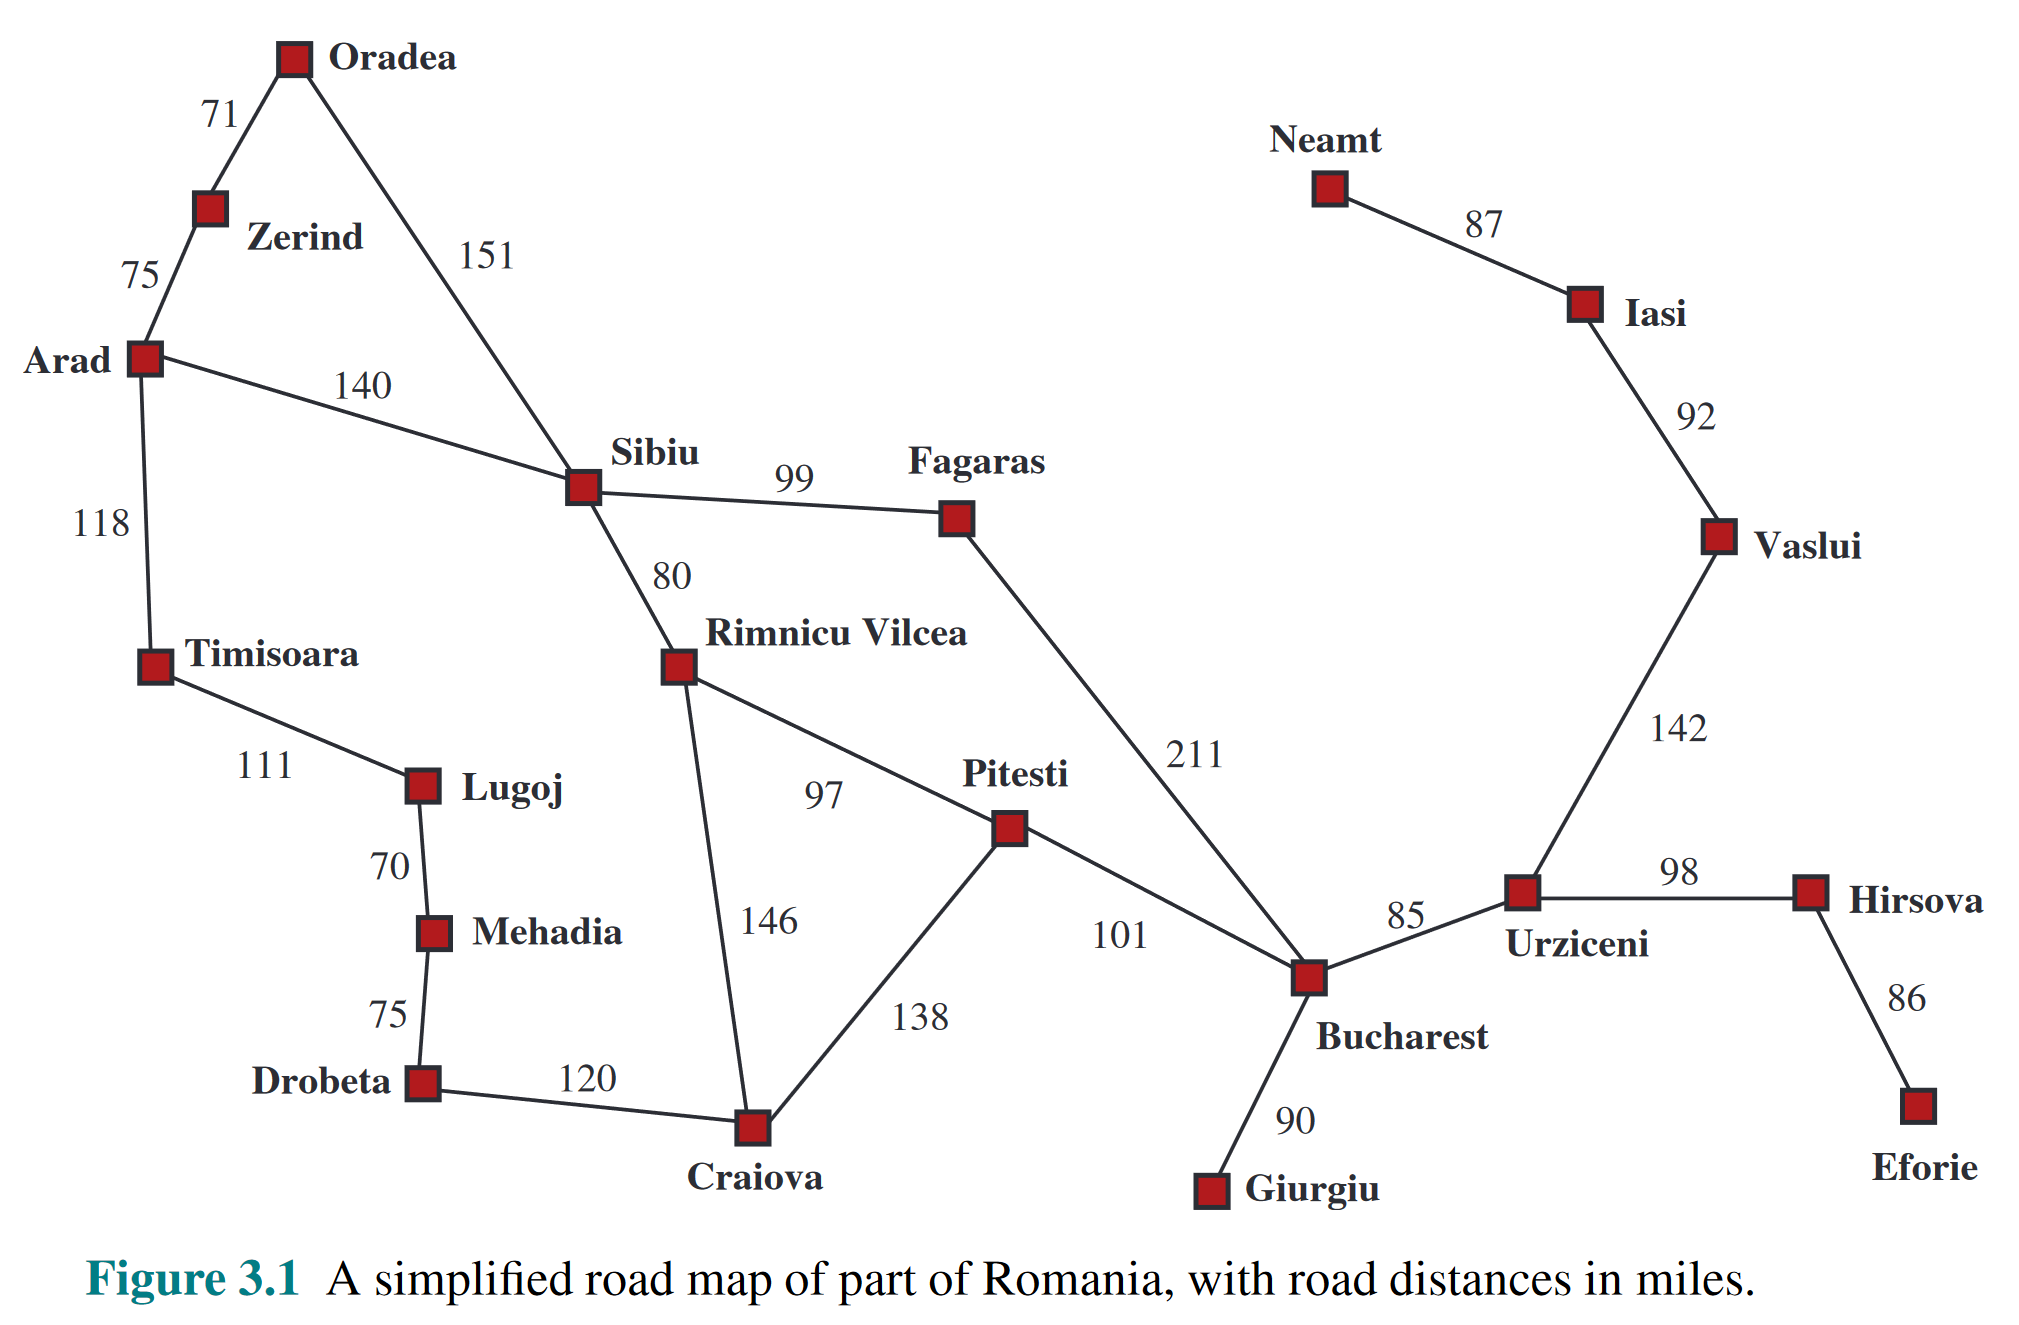 Oradea
71
Neamt
87
Zerind
151
75
Iasi
Arad
140
92
Sibiu
Fagaras
99
118
Vaslui
80
Rimnicu Vilcea
Timisoara
142
211
111
Pitesti
Lugoj
97
70
98
Hirsova
85
146
Mehadia
101
Urziceni
86
75
138
Bucharest
Drobeta
120
90
Eforie
Craiova
Giurgiu
Figure 3.1 A simplified road map of part of Romania, with road distances in miles.